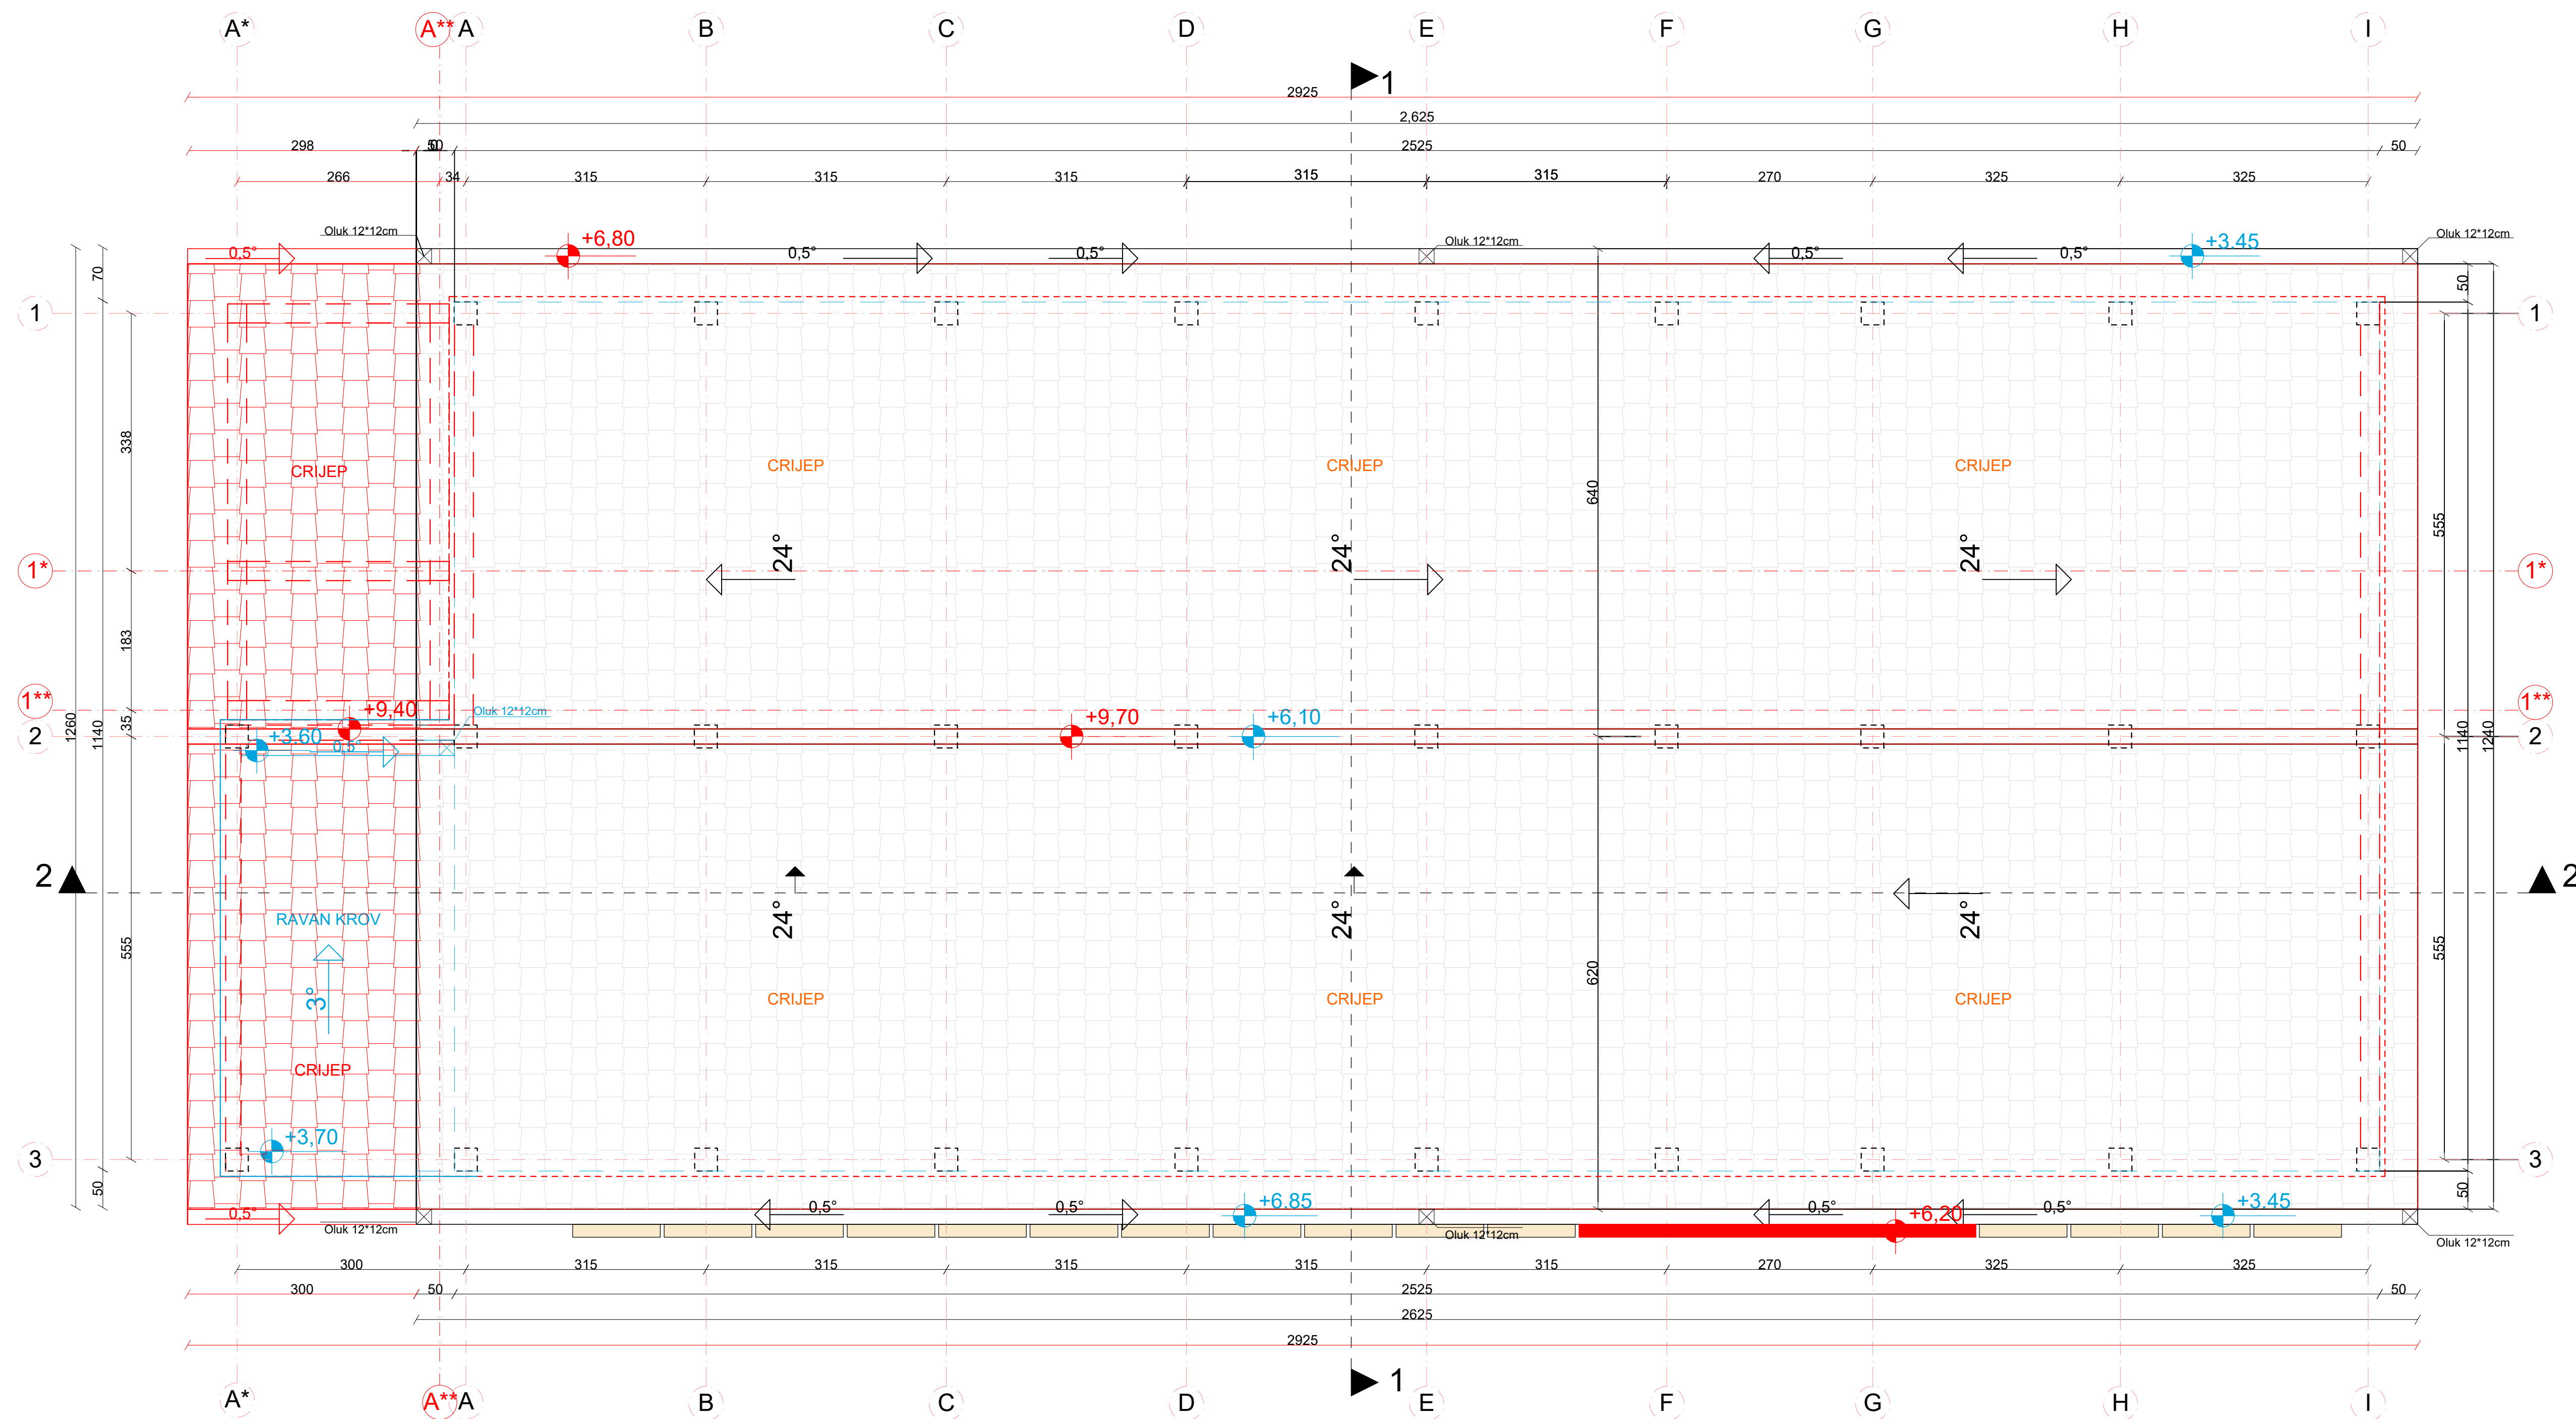 A* A** A B C D E F G H I
1
2925
2,625
298 50 2525 50
266 34 315 315 315 315 315 270 325 325
Oluk 12*12cm Oluk 12*12cm Oluk 12*12cm
0,5° +6,80 0,5° 0,5° 0,5° 0,5° +3.45
70 50
1 1
338
CRIJEP CRIJEP CRIJEP CRIJEP
640
555
24° 24° 24°
1* 1*
183
1** 1**
+9,40 Oluk 12*12cm +9,70 +6,10
35
1260 1140 1140 1240
2 +3.60 0,5° 2
2 2
RAVAN KROV 24° 24° 24°
555 620 555
3°
CRIJEP CRIJEP CRIJEP CRIJEP
+3,70
3 3
50 50
0,5° 0,5° 0,5° +6.85 0,5° +6,20 0,5° +3.45
Oluk 12*12cm Oluk 12*12cm Oluk 12*12cm
300 315 315 315 315 315 270 325 325
300 50 2525 50
2625
2925
1
A* A** A B C D E F G H I